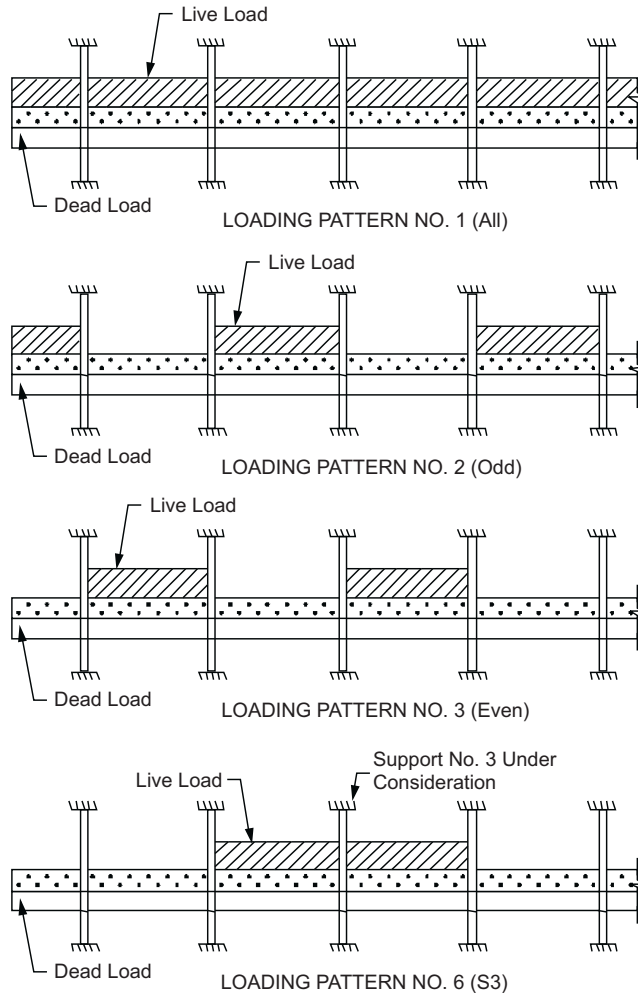 Live Load
Dead Load
LOADING PATTERN NO. 1 (All)
Live Load
Dead Load
LOADING PATTERN NO. 2 (Odd)
Live Load
Dead Load
LOADING PATTERN NO. 3 (Even)
Support No. 3 Under
Consideration
Live Load
Dead Load
LOADING PATTERN NO. 6 (S3)